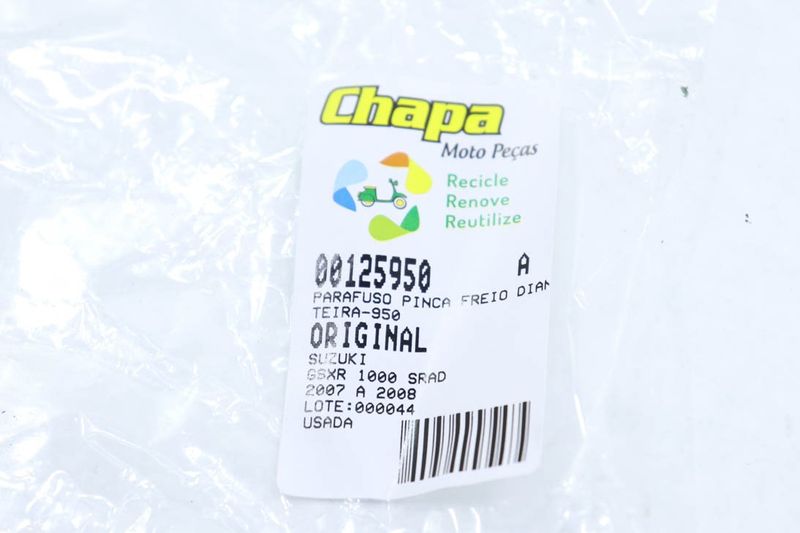 Chapa
Moto Peças
Recicle
Renove
Reutilize
00125950 A
PARAFUSO PINCA FREIO DIAN
TEIRA-950
ORIGINAL
SUZUKI
GSXR 1000 SRAD
2007 A 2008
LOTE:000044
USADA